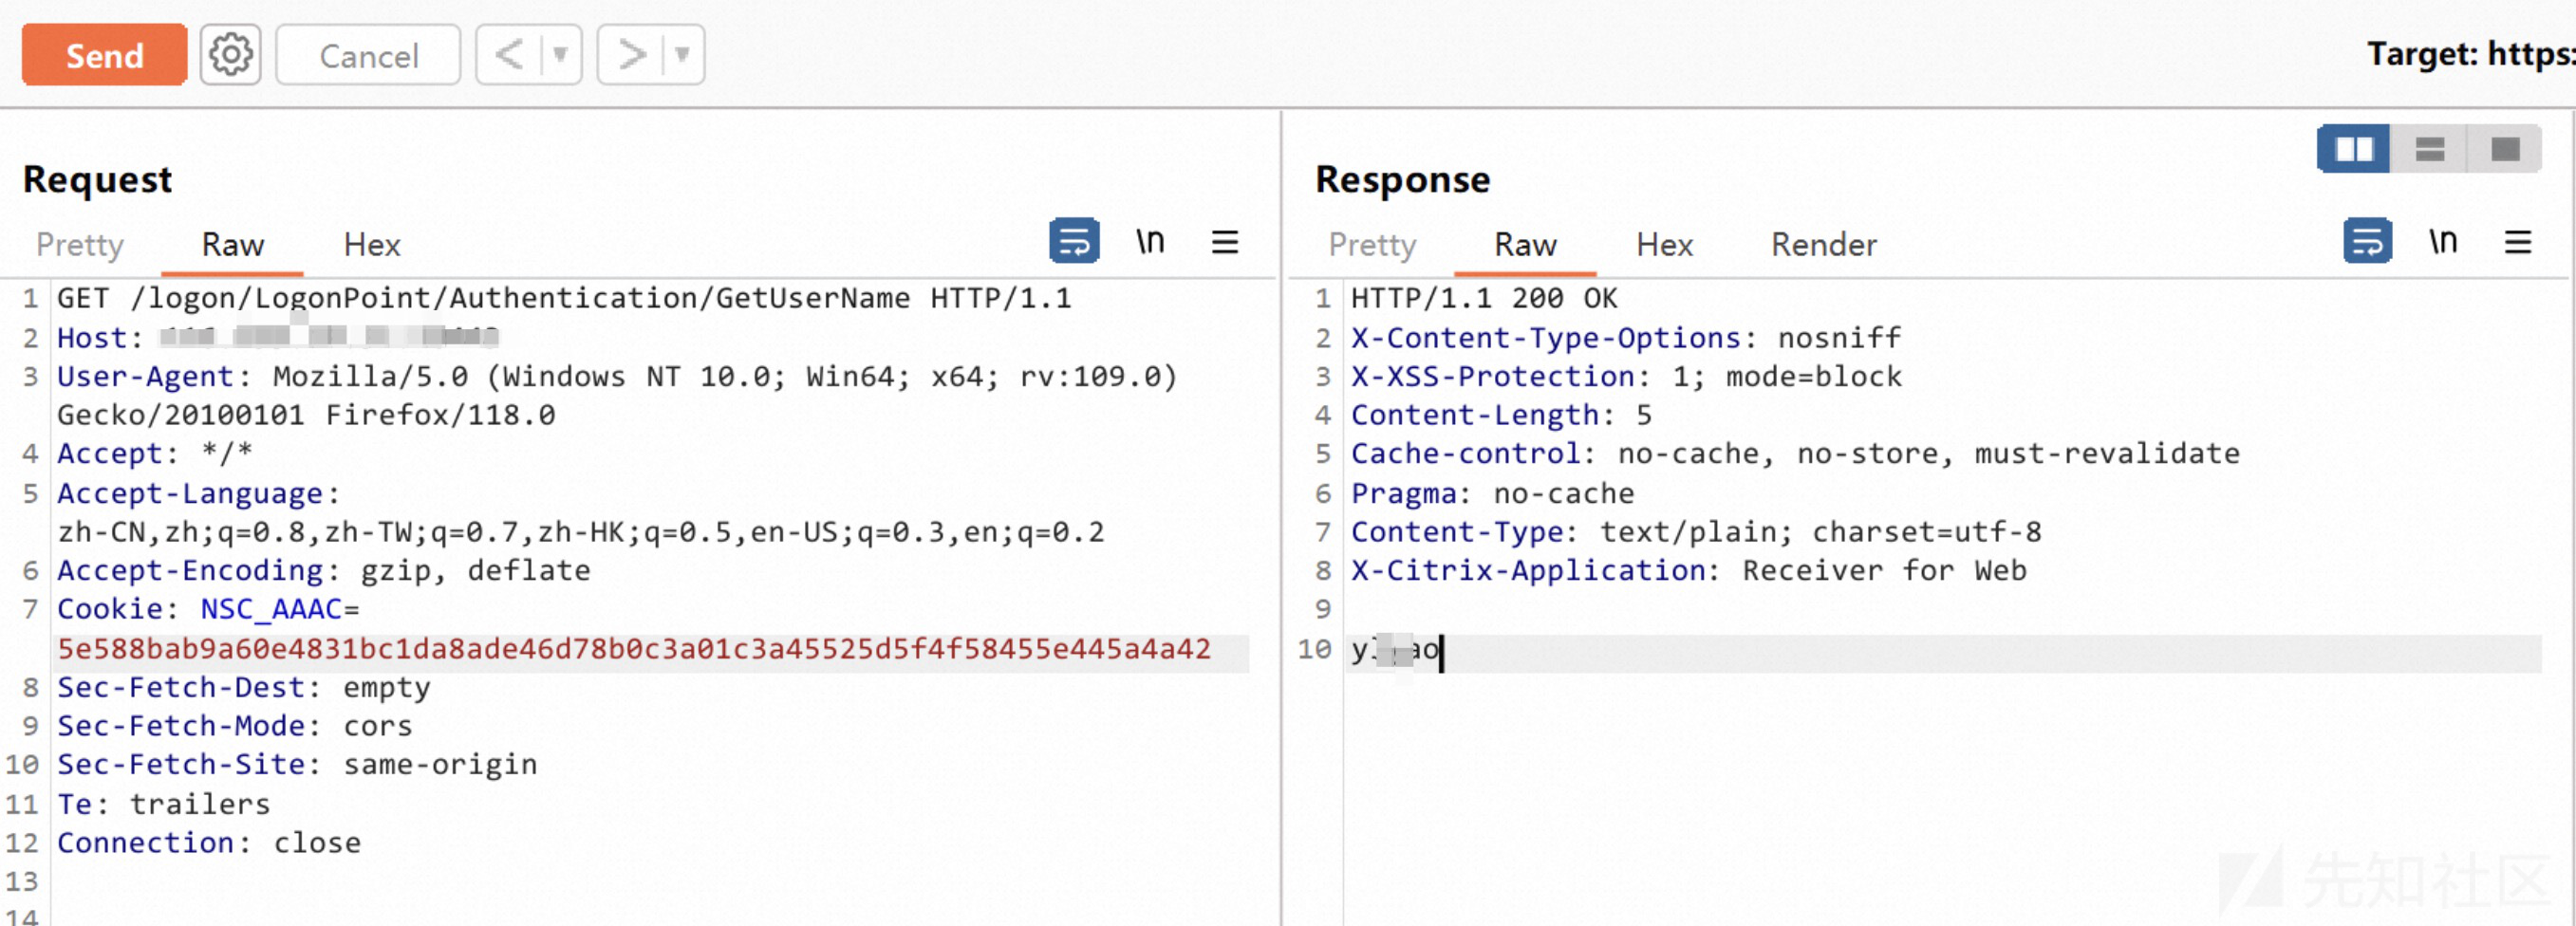 Send
Cancel
Target: https:
Request
Pretty Raw Hex \n
1 GET /logon/LogonPoint/Authentication/GetUserName HTTP/1.1
2 Host:
3 User-Agent: Mozilla/5.0 (Windows NT 10.0; Win64; x64; rv:109.0)
Gecko/20100101 Firefox/118.0
4 Accept: */*
5 Accept-Language:
zh-CN,zh;q=0.8,zh-TW;q=0.7,zh-HK;q=0.5,en-US;q=0.3,en;q=0.2
6 Accept-Encoding: gzip, deflate
7 Cookie: NSC_AAAC=
5e588bab9a60e4831bc1da8ade46d78b0c3a01c3a45525d5f4f58455e445a4a42
8 Sec-Fetch-Dest: empty
9 Sec-Fetch-Mode: cors
10 Sec-Fetch-Site: same-origin
11 Te: trailers
12 Connection: close
13
14
Response
Pretty Raw Hex Render \n
1 HTTP/1.1 200 OK
2 X-Content-Type-Options: nosniff
3 X-XSS-Protection: 1; mode=block
4 Content-Length: 5
5 Cache-control: no-cache, no-store, must-revalidate
6 Pragma: no-cache
7 Content-Type: text/plain; charset=utf-8
8 X-Citrix-Application: Receiver for Web
9
10
先知社区